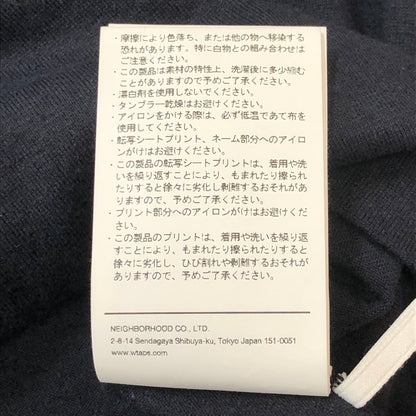 ・摩擦により色落ち、または他の物へ移染する
恐れがあります。特に白物との組み合わせは
ご注意ください。
・この製品は素材の特性上、洗濯後に多少縮む
ことがありますので予めご了承ください。
・漂白剤を使用しないでください。
・タンブラー乾燥はお避けください。
・アイロンをかける際は、必ず低温であて布を
使用してください。
・転写シートプリント、ネーム部分へのアイロ
ンがけはお避けください。
・この製品の転写シートプリントは、着用や洗
いを繰り返すことにより、もまれたり擦られ
たりすると徐々に劣化し剥離するおそれがあり
ますので、予めご了承ください。
・プリント部分へのアイロンがけはお避けください。
・この製品のプリントは、着用や洗いを繰り返
すことにより、もまれたり擦られたりすると
徐々に劣化し、ひび割れや剥離するおそれが
ありますので、予めご了承ください。
NEIGHBORHOOD CO., LTD.
2-8-14 Sendagaya Shibuya-ku, Tokyo Japan 151-0051
www.wtaps.com